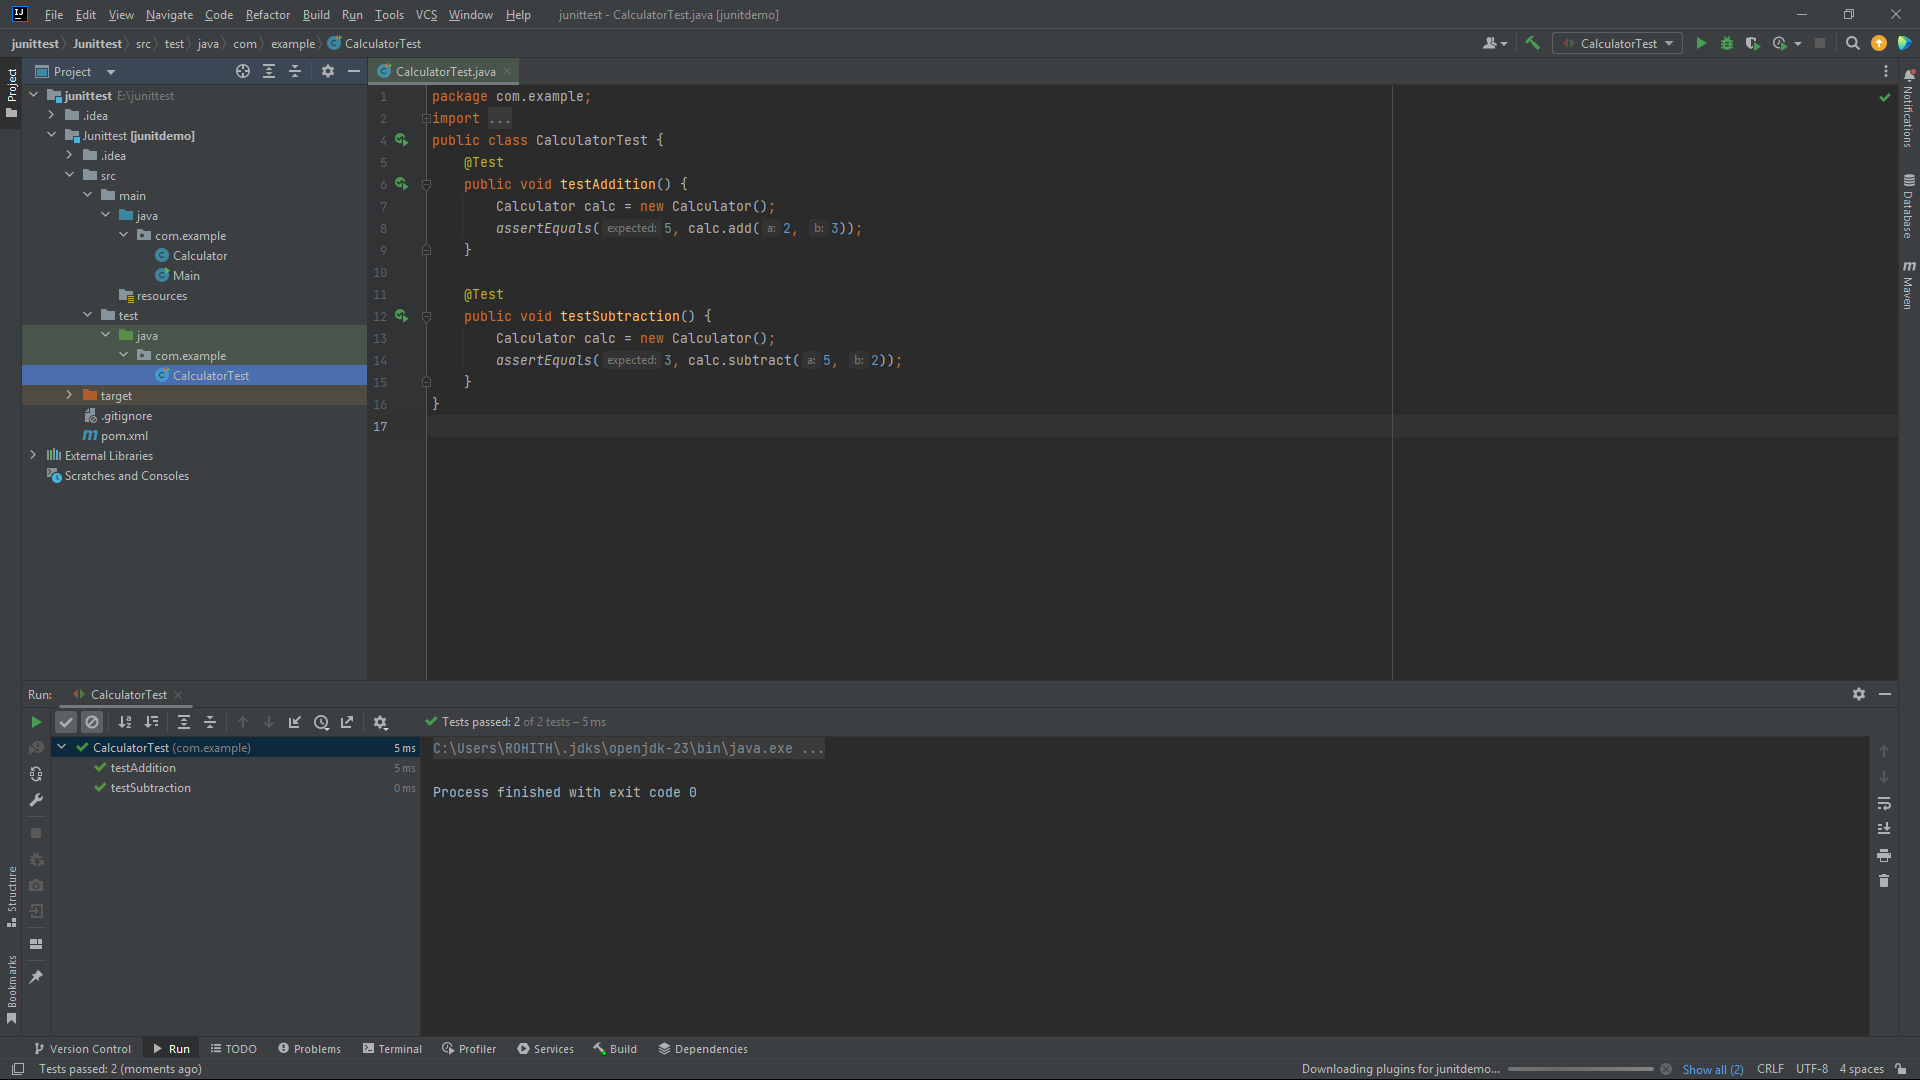 File Edit View Navigate Code Refactor Build Run Tools VCS Window Help junittest - CalculatorTest.java [junitdemo]
junittest Junittest src test java com example CalculatorTest
CalculatorTest
Project
CalculatorTest.java
Project
junittest E:\junittest
.idea
Junittest [junitdemo]
.idea
src
main
java
com.example
Calculator
Main
resources
test
java
com.example
CalculatorTest
target
.gitignore
pom.xml
External Libraries
Scratches and Consoles
1 package com.example;
2 import ...
4 public class CalculatorTest {
5 @Test
6 public void testAddition() {
7 Calculator calc = new Calculator();
8 assertEquals( expected: 5, calc.add( a: 2, b: 3));
9 }
10
11 @Test
12 public void testSubtraction() {
13 Calculator calc = new Calculator();
14 assertEquals( expected: 3, calc.subtract( a: 5, b: 2));
15 }
16 }
17
Notifications
Database
m
Maven
Run: CalculatorTest
Tests passed: 2 of 2 tests – 5 ms
CalculatorTest (com.example) 5 ms
testAddition 5 ms
testSubtraction 0 ms
C:\Users\ROHITH\.jdks\openjdk-23\bin\java.exe ...
Process finished with exit code 0
Structure
Bookmarks
Version Control Run TODO Problems Terminal Profiler Services Build Dependencies
Tests passed: 2 (moments ago) Downloading plugins for junitdemo... Show all (2) CRLF UTF-8 4 spaces